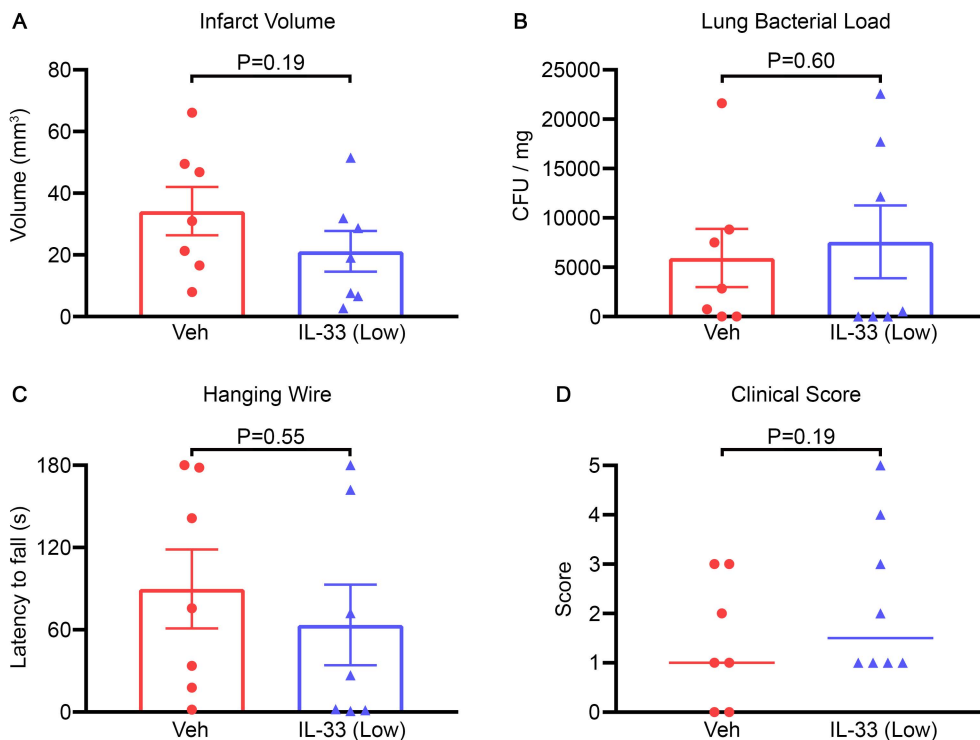 A
Infarct Volume
P=0.19
Volume (mm³)
80
60
40
20
0
Veh
IL-33 (Low)
B
Lung Bacterial Load
P=0.60
CFU / mg
25000
20000
15000
10000
5000
0
Veh
IL-33 (Low)
C
Hanging Wire
P=0.55
Latency to fall (s)
180
120
60
0
Veh
IL-33 (Low)
D
Clinical Score
P=0.19
Score
5
4
3
2
1
0
Veh
IL-33 (Low)